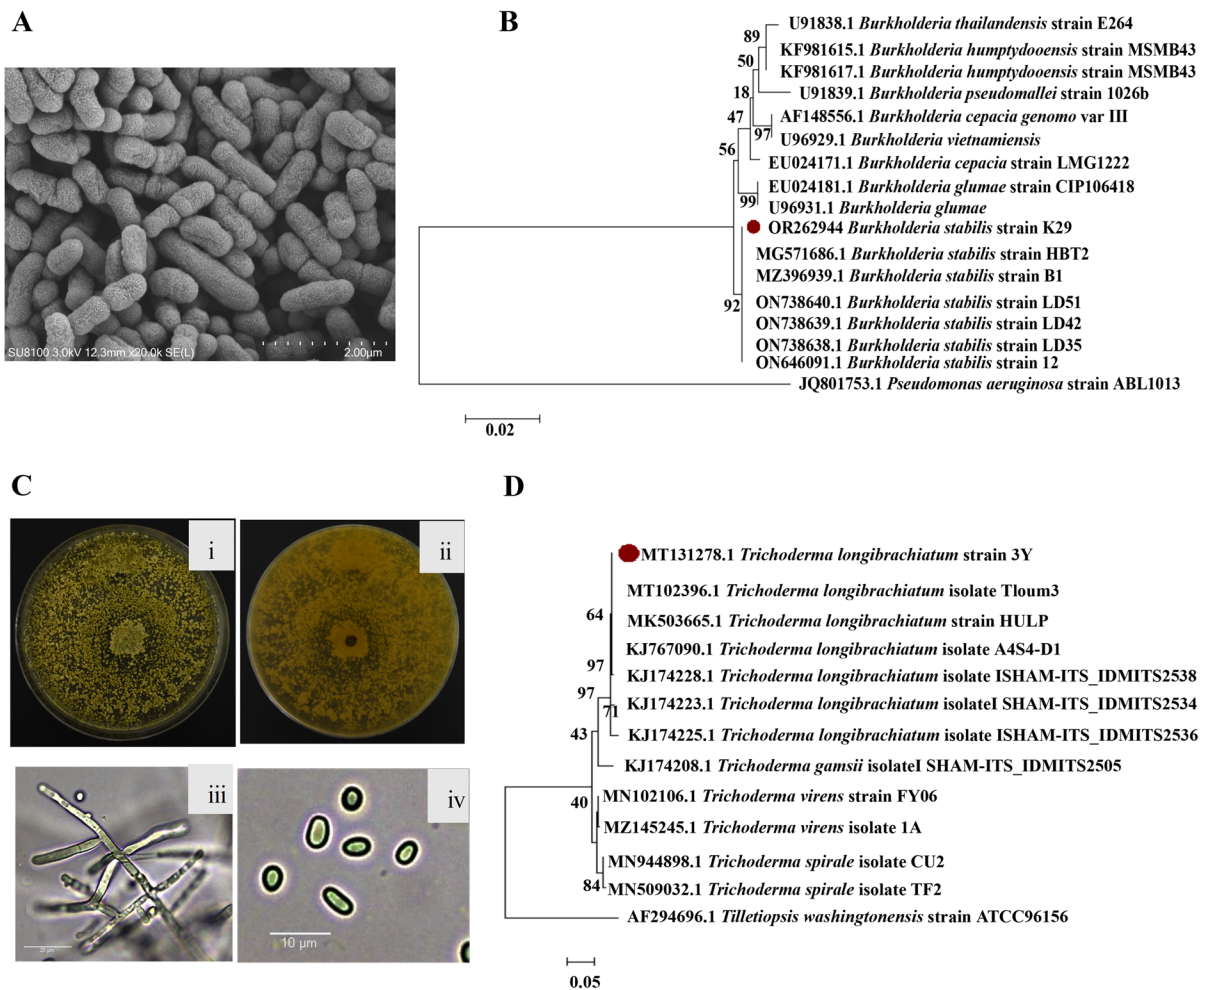 A
SU8100 3.0kV 12.3mm x20.0k SE(L)
2.00μm
B
U91838.1 Burkholderia thailandensis strain E264
KF981615.1 Burkholderia humptydooensis strain MSMB43
KF981617.1 Burkholderia humptydooensis strain MSMB43
U91839.1 Burkholderia pseudomallei strain 1026b
AF148556.1 Burkholderia cepacia genomo var III
U96929.1 Burkholderia vietnamiensis
EU024171.1 Burkholderia cepacia strain LMG1222
EU024181.1 Burkholderia glumae strain CIP106418
U96931.1 Burkholderia glumae
OR262944 Burkholderia stabilis strain K29
MG571686.1 Burkholderia stabilis strain HBT2
MZ396939.1 Burkholderia stabilis strain B1
ON738640.1 Burkholderia stabilis strain LD51
ON738639.1 Burkholderia stabilis strain LD42
ON738638.1 Burkholderia stabilis strain LD35
ON646091.1 Burkholderia stabilis strain 12
JQ801753.1 Pseudomonas aeruginosa strain ABL1013
89
50
18
47
97
56
99
92
0.02
C
i
ii
iii
20 μm
iv
10 μm
D
MT131278.1 Trichoderma longibrachiatum strain 3Y
MT102396.1 Trichoderma longibrachiatum isolate Tloum3
MK503665.1 Trichoderma longibrachiatum strain HULP
KJ767090.1 Trichoderma longibrachiatum isolate A4S4-D1
KJ174228.1 Trichoderma longibrachiatum isolate ISHAM-ITS_IDMITS2538
KJ174223.1 Trichoderma longibrachiatum isolateI SHAM-ITS_IDMITS2534
KJ174225.1 Trichoderma longibrachiatum isolate ISHAM-ITS_IDMITS2536
KJ174208.1 Trichoderma gamsii isolateI SHAM-ITS_IDMITS2505
MN102106.1 Trichoderma virens strain FY06
MZ145245.1 Trichoderma virens isolate 1A
MN944898.1 Trichoderma spirale isolate CU2
MN509032.1 Trichoderma spirale isolate TF2
AF294696.1 Tilletiopsis washingtonensis strain ATCC96156
64
97
97
71
43
40
84
0.05